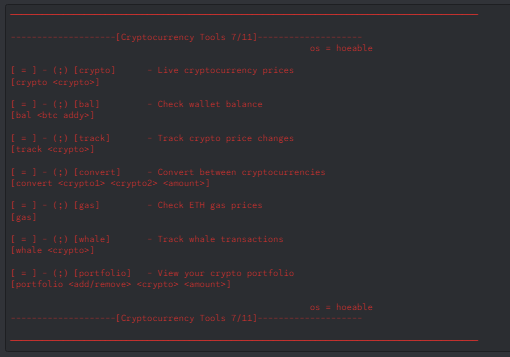 --------------------[Cryptocurrency Tools 7/11]--------------------
os = hoeable
[ = ] - (;) [crypto] - Live cryptocurrency prices
[crypto <crypto>]
[ = ] - (;) [bal] - Check wallet balance
[bal <btc addy>]
[ = ] - (;) [track] - Track crypto price changes
[track <crypto>]
[ = ] - (;) [convert] - Convert between cryptocurrencies
[convert <crypto1> <crypto2> <amount>]
[ = ] - (;) [gas] - Check ETH gas prices
[gas]
[ = ] - (;) [whale] - Track whale transactions
[whale <crypto>]
[ = ] - (;) [portfolio] - View your crypto portfolio
[portfolio <add/remove> <crypto> <amount>]
os = hoeable
--------------------[Cryptocurrency Tools 7/11]--------------------